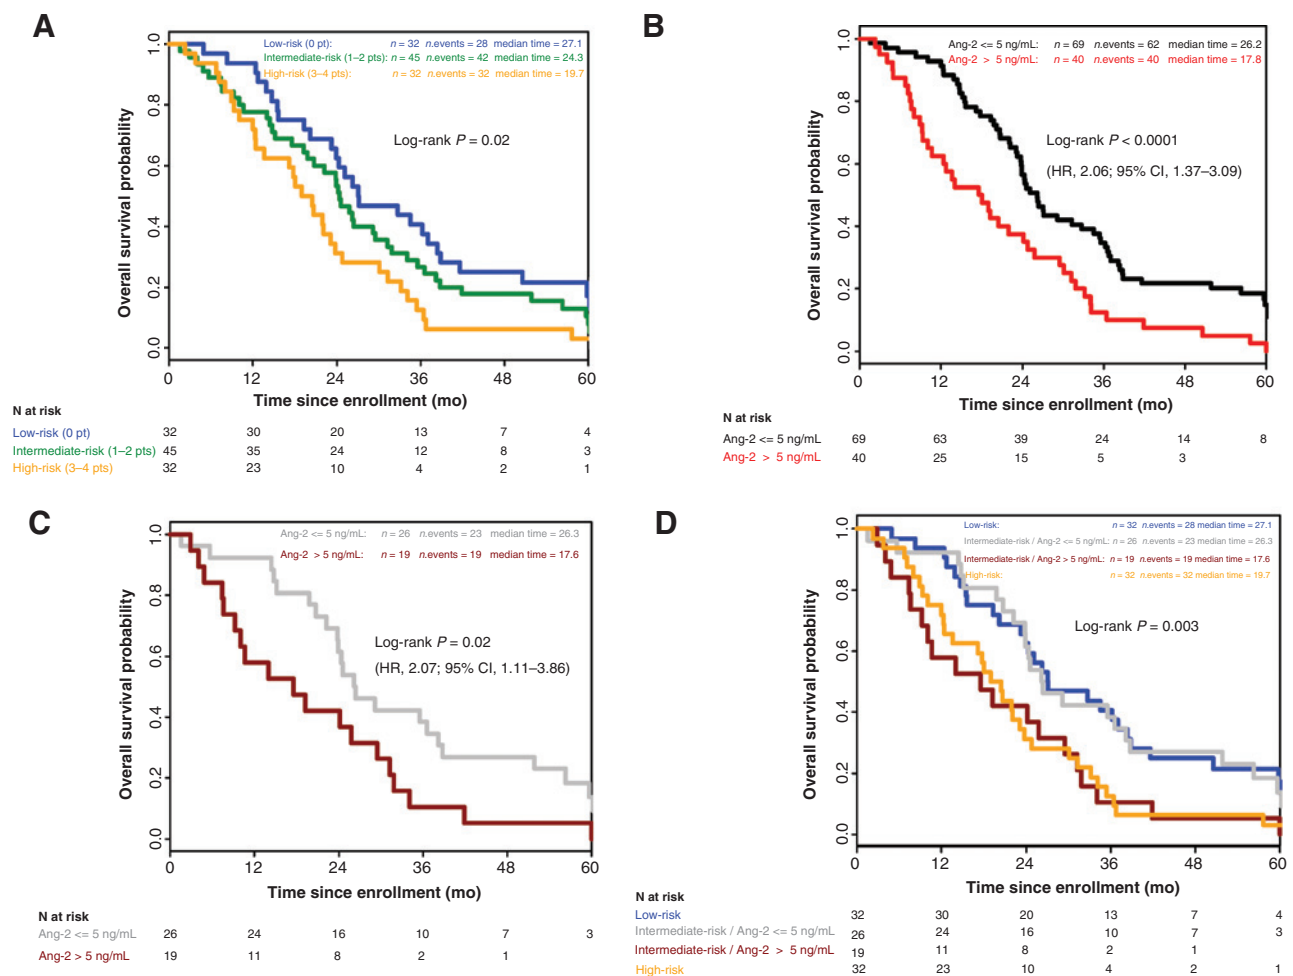 A
Low-risk (0 pt): n = 32 n.events = 28 median time = 27.1
Intermediate-risk (1–2 pts): n = 45 n.events = 42 median time = 24.3
High-risk (3–4 pts): n = 32 n.events = 32 median time = 19.7
Log-rank P = 0.02
Overall survival probability
1.0
0.8
0.6
0.4
0.2
0.0
0 12 24 36 48 60
Time since enrollment (mo)
N at risk
Low-risk (0 pt) 32 30 20 13 7 4
Intermediate-risk (1–2 pts) 45 35 24 12 8 3
High-risk (3–4 pts) 32 23 10 4 2 1
B
Ang-2 <= 5 ng/mL: n = 69 n.events = 62 median time = 26.2
Ang-2 > 5 ng/mL: n = 40 n.events = 40 median time = 17.8
Log-rank P < 0.0001
(HR, 2.06; 95% CI, 1.37–3.09)
Overall survival probability
1.0
0.8
0.6
0.4
0.2
0.0
0 12 24 36 48 60
Time since enrollment (mo)
N at risk
Ang-2 <= 5 ng/mL 69 63 39 24 14 8
Ang-2 > 5 ng/mL 40 25 15 5 3
C
Ang-2 <= 5 ng/mL: n = 26 n.events = 23 median time = 26.3
Ang-2 > 5 ng/mL: n = 19 n.events = 19 median time = 17.6
Log-rank P = 0.02
(HR, 2.07; 95% CI, 1.11–3.86)
Overall survival probability
1.0
0.8
0.6
0.4
0.2
0.0
0 12 24 36 48 60
Time since enrollment (mo)
N at risk
Ang-2 <= 5 ng/mL 26 24 16 10 7 3
Ang-2 > 5 ng/mL 19 11 8 2 1
D
Low-risk: n = 32 n.events = 28 median time = 27.1
Intermediate-risk / Ang-2 <= 5 ng/mL: n = 26 n.events = 23 median time = 26.3
Intermediate-risk / Ang-2 > 5 ng/mL: n = 19 n.events = 19 median time = 17.6
High-risk: n = 32 n.events = 32 median time = 19.7
Log-rank P = 0.003
Overall survival probability
1.0
0.8
0.6
0.4
0.2
0.0
0 12 24 36 48 60
Time since enrollment (mo)
N at risk
Low-risk 32 30 20 13 7 4
Intermediate-risk / Ang-2 <= 5 ng/mL 26 24 16 10 7 3
Intermediate-risk / Ang-2 > 5 ng/mL 19 11 8 2 1
High-risk 32 23 10 4 2 1